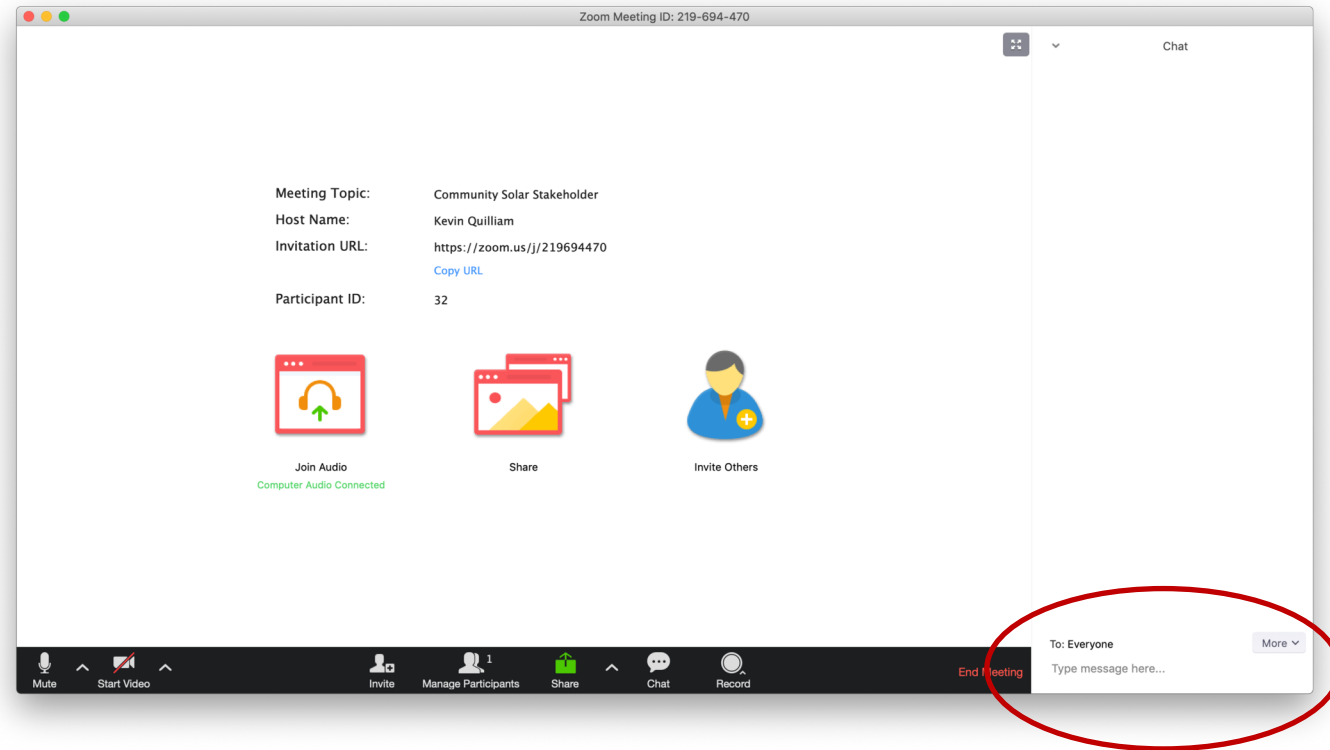 Zoom Meeting ID: 219-694-470
Chat
Meeting Topic: Community Solar Stakeholder
Host Name: Kevin Quilliam
Invitation URL: https://zoom.us/j/219694470
Copy URL
Participant ID: 32
Join Audio Share Invite Others
Computer Audio Connected
To: Everyone More
Type message here...
1
Mute Start Video Invite Manage Participants Share Chat Record End Meeting